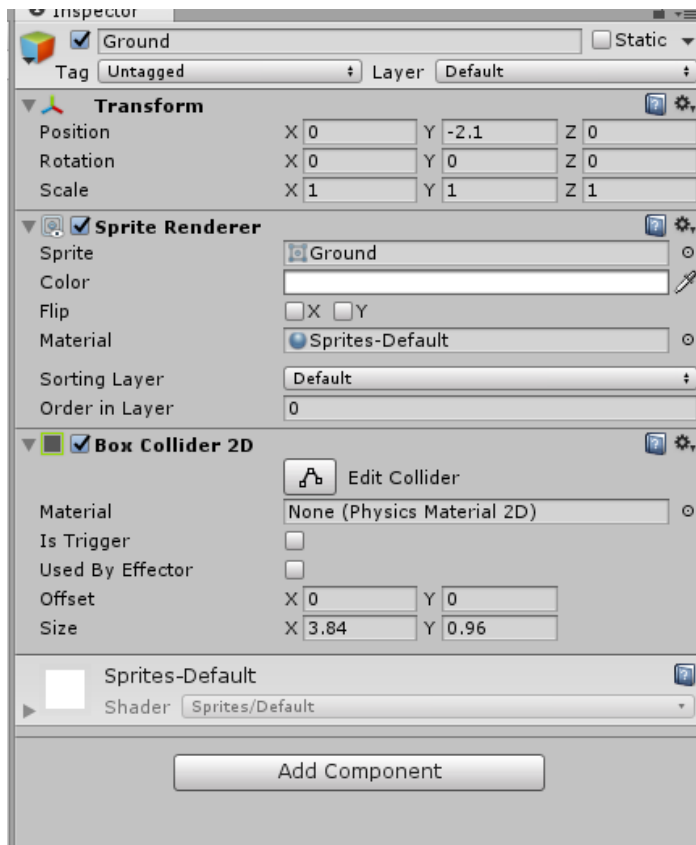 Inspector
Ground Static
Tag Untagged Layer Default
Transform
Position X 0 Y -2.1 Z 0
Rotation X 0 Y 0 Z 0
Scale X 1 Y 1 Z 1
Sprite Renderer
Sprite Ground
Color
Flip X Y
Material Sprites-Default
Sorting Layer Default
Order in Layer 0
Box Collider 2D
Edit Collider
Material None (Physics Material 2D)
Is Trigger
Used By Effector
Offset X 0 Y 0
Size X 3.84 Y 0.96
Sprites-Default
Shader Sprites/Default
Add Component